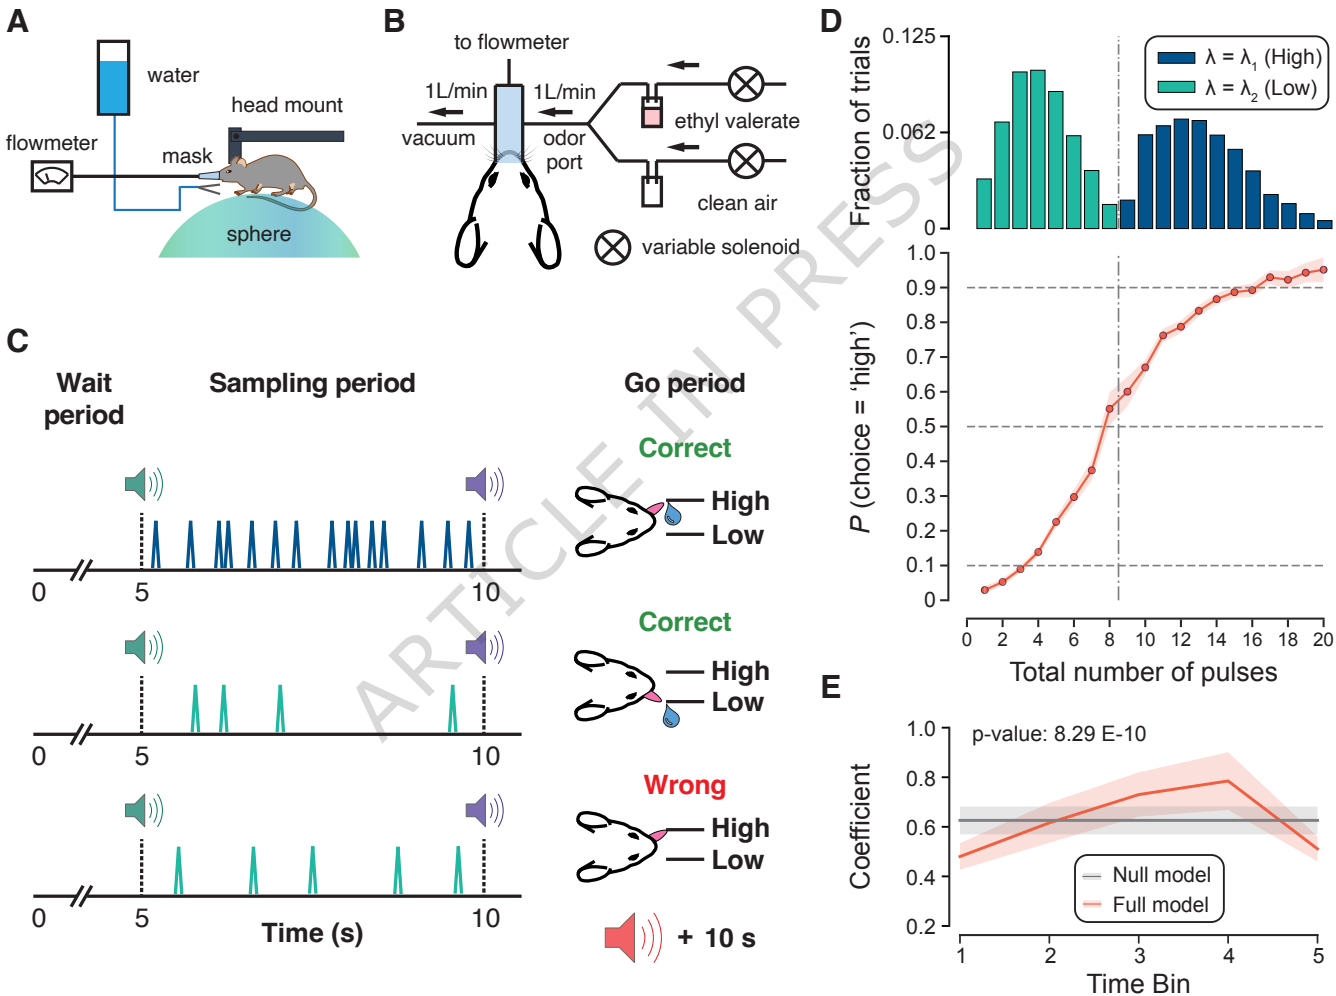 A
water
head mount
flowmeter
mask
sphere
B
to flowmeter
1L/min
1L/min
vacuum
odor
port
ethyl valerate
clean air
variable solenoid
C
Wait
period
Sampling period
Go period
Correct
High
Low
0
5
10
Correct
High
Low
0
5
10
Wrong
High
Low
0
5
10
Time (s)
+ 10 s
D
Fraction of trials
0.125
0.062
0
λ = λ1 (High)
λ = λ2 (Low)
P (choice = ‘high’)
1.0
0.9
0.8
0.7
0.6
0.5
0.4
0.3
0.2
0.1
0
0 2 4 6 8 10 12 14 16 18 20
Total number of pulses
E
Coefficient
1.0
0.8
0.6
0.4
0.2
p-value: 8.29 E-10
Null model
Full model
1 2 3 4 5
Time Bin
ARTICLE IN PRESS